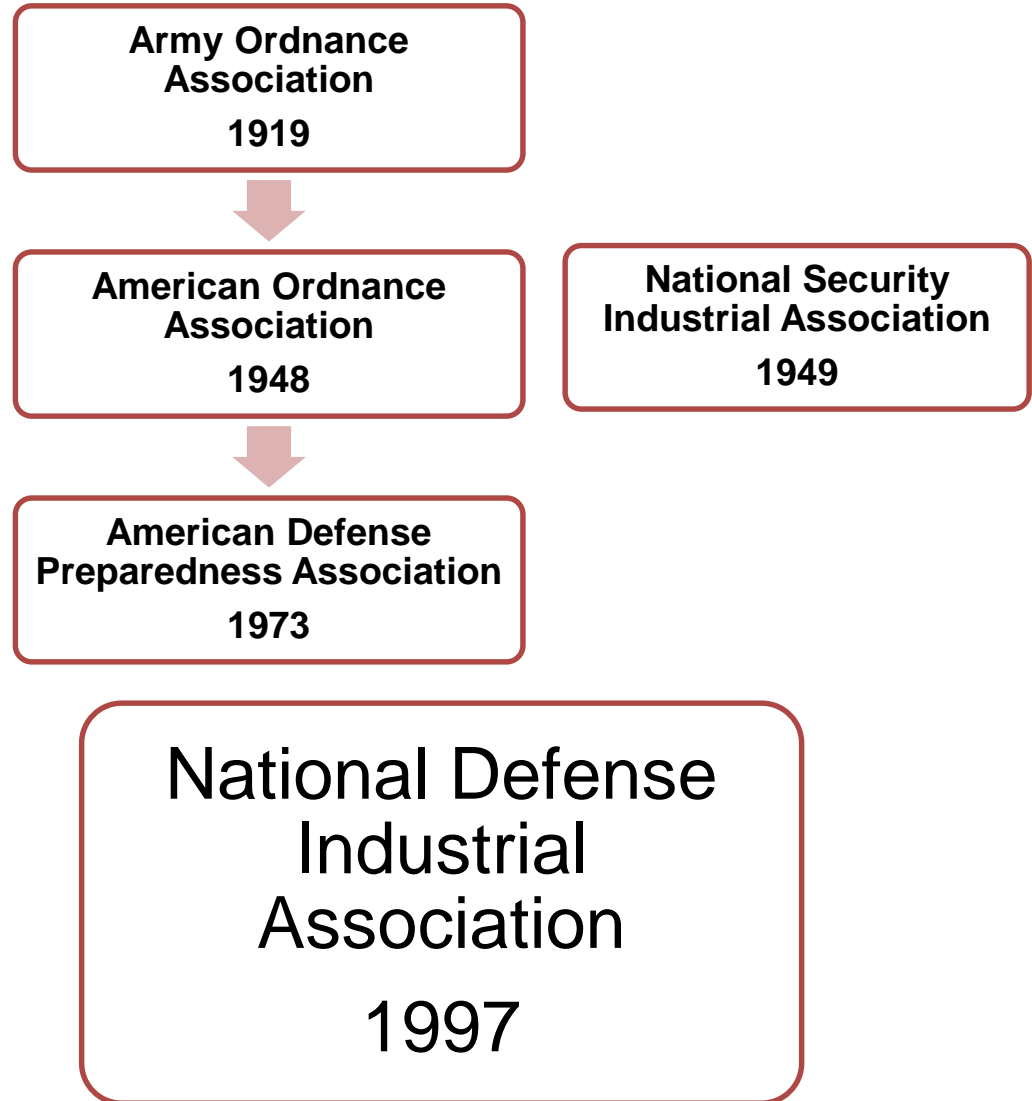 Army Ordnance
Association
1919
American Ordnance
Association
1948
National Security
Industrial Association
1949
American Defense
Preparedness Association
1973
National Defense
Industrial
Association
1997